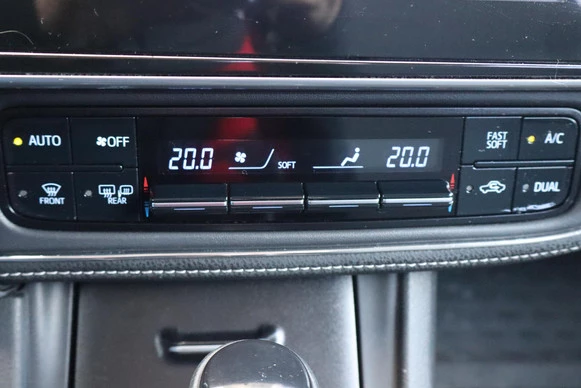 AUTO
OFF
20.0 SOFT 20.0
FAST
SOFT
A/C
FRONT
REAR
DUAL